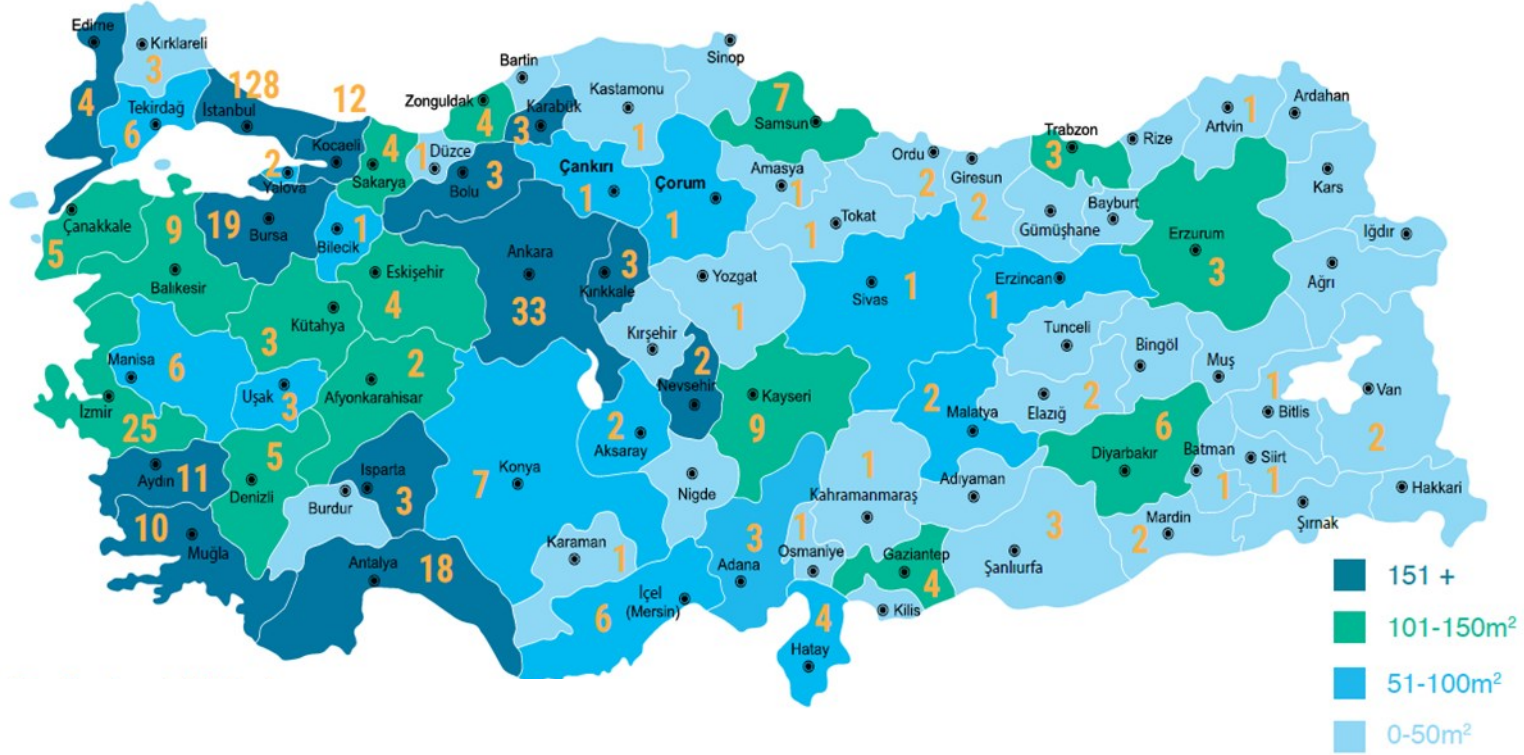 Edirne
Kırklareli
3
4
Tekirdağ
6
128
İstanbul
12
Kocaeli
2
Yalova
4
Sakarya
Zonguldak
4
Bartin
Karabük
3
Kastamonu
1
Sinop
7
Samsun
1
Düzce
Bolu
3
Çankırı
1
Çorum
1
Amasya
1
Tokat
1
Ordu
2
Giresun
2
Trabzon
3
Rize
Artvin
1
Ardahan
Kars
Gümüşhane
Bayburt
Erzurum
3
Iğdır
Ağrı
Çanakkale
5
9
Balıkesir
19
Bursa
Bilecik
1
Eskişehir
4
Kütahya
3
Ankara
33
3
Kırıkkale
Kırşehir
Yozgat
1
Sivas
1
Erzincan
1
Tunceli
Bingöl
Muş
1
Bitlis
Van
2
Manisa
6
Uşak
3
2
Afyonkarahisar
İzmir
25
2
Nevsehir
Kayseri
9
2
Aksaray
2
Malatya
Elazığ
2
6
Diyarbakır
Batman
1
Siirt
1
Hakkari
Şırnak
Aydın
11
5
Denizli
Isparta
3
Burdur
7
Konya
Nigde
1
Kahramanmaraş
Adıyaman
10
Muğla
Antalya
18
Karaman
1
3
Adana
1
Osmaniye
Gaziantep
4
3
Şanlıurfa
2
Mardin
İçel
(Mersin)
6
4
Hatay
Kilis
151 +
101-150m²
51-100m²
0-50m²